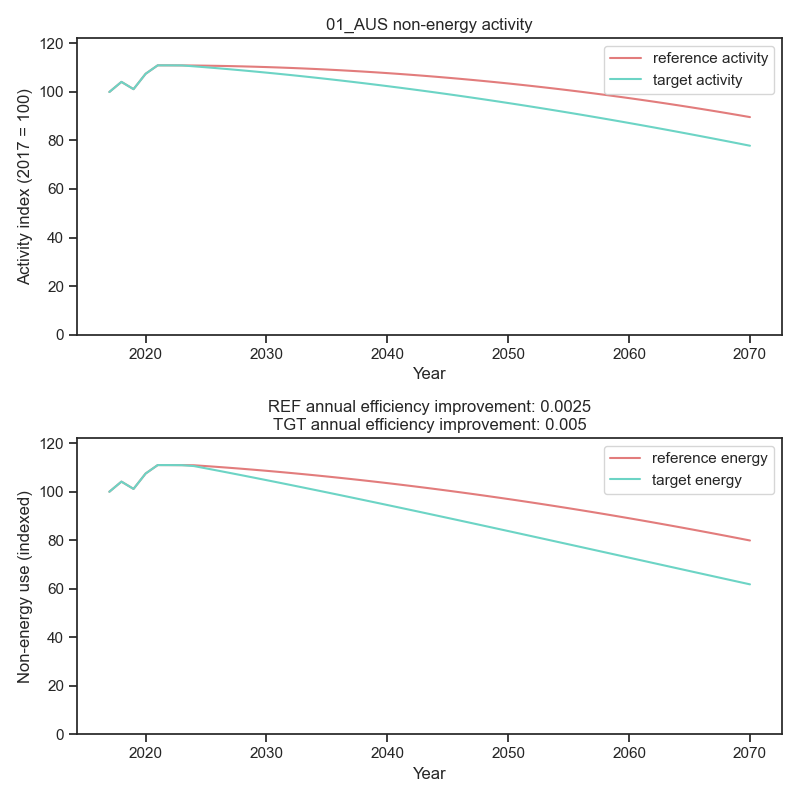 01_AUS non-energy activity
120
100
80
60
40
20
0
Activity index (2017 = 100)
reference activity
target activity
2020 2030 2040 2050 2060 2070
Year
REF annual efficiency improvement: 0.0025
TGT annual efficiency improvement: 0.005
120
100
80
60
40
20
0
Non-energy use (indexed)
reference energy
target energy
2020 2030 2040 2050 2060 2070
Year